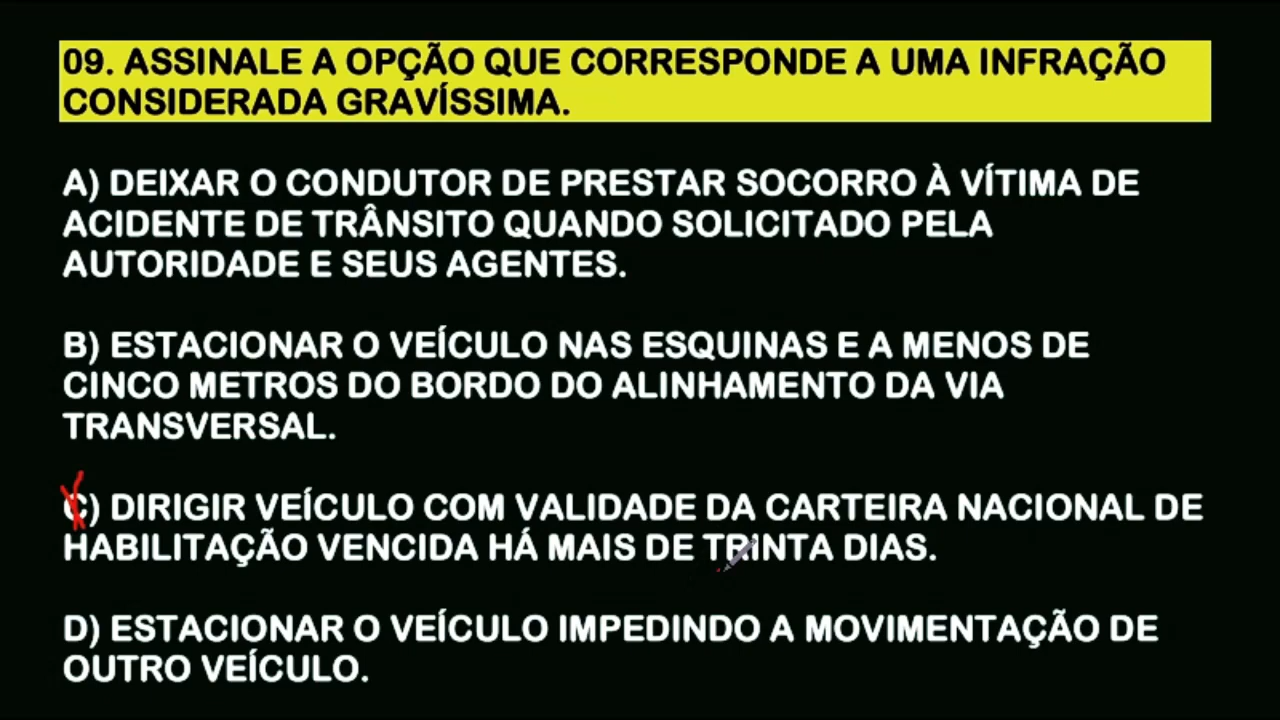 09. ASSINALE A OPÇÃO QUE CORRESPONDE A UMA INFRAÇÃO
CONSIDERADA GRAVÍSSIMA.
A) DEIXAR O CONDUTOR DE PRESTAR SOCORRO À VÍTIMA DE
ACIDENTE DE TRÂNSITO QUANDO SOLICITADO PELA
AUTORIDADE E SEUS AGENTES.
B) ESTACIONAR O VEÍCULO NAS ESQUINAS E A MENOS DE
CINCO METROS DO BORDO DO ALINHAMENTO DA VIA
TRANSVERSAL.
C) DIRIGIR VEÍCULO COM VALIDADE DA CARTEIRA NACIONAL DE
HABILITAÇÃO VENCIDA HÁ MAIS DE TRINTA DIAS.
D) ESTACIONAR O VEÍCULO IMPEDINDO A MOVIMENTAÇÃO DE
OUTRO VEÍCULO.